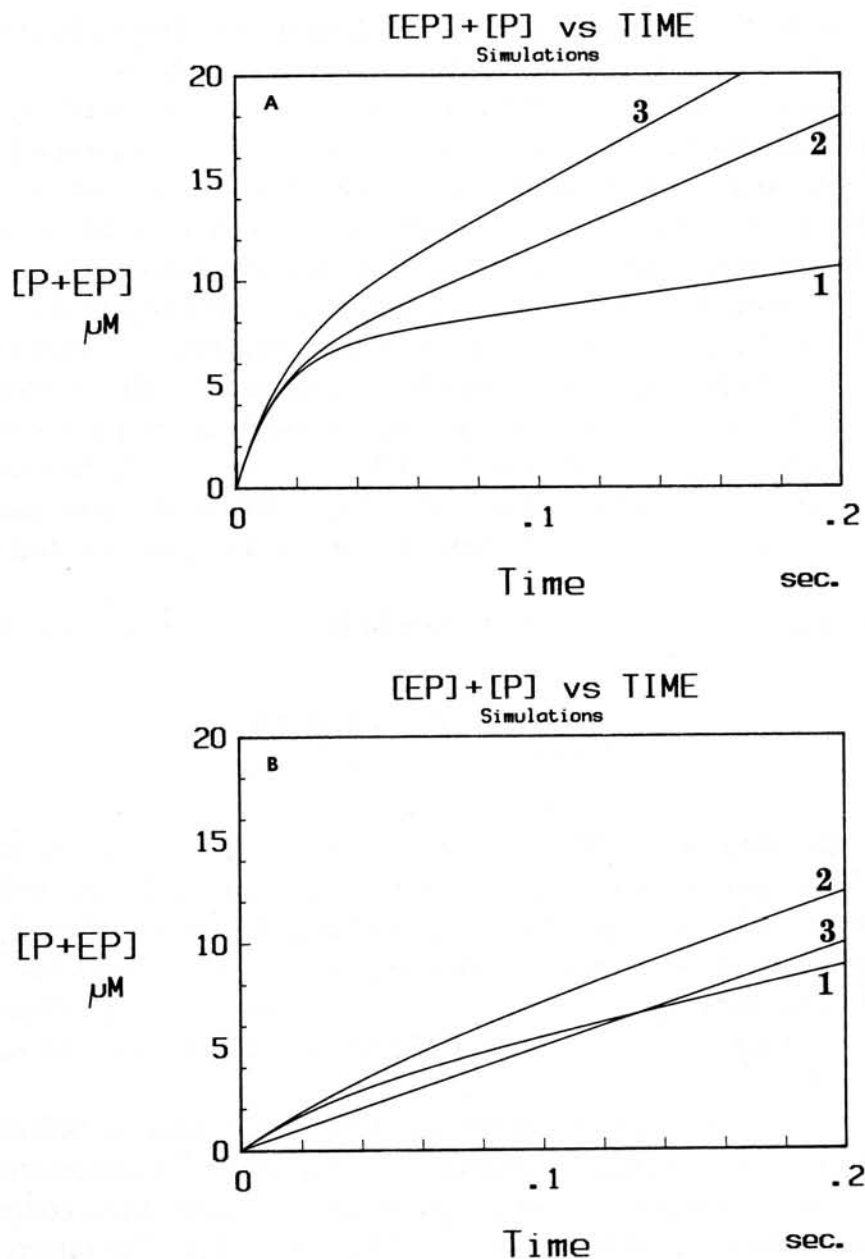 [EP]+[P] vs TIME
Simulations
20
A
3
2
15
[P+EP]
10
1
µM
5
0
0
.1
.2
Time
sec.
[EP]+[P] vs TIME
Simulations
20
B
15
2
[P+EP]
10
3
1
µM
5
0
0
.1
.2
Time
sec.